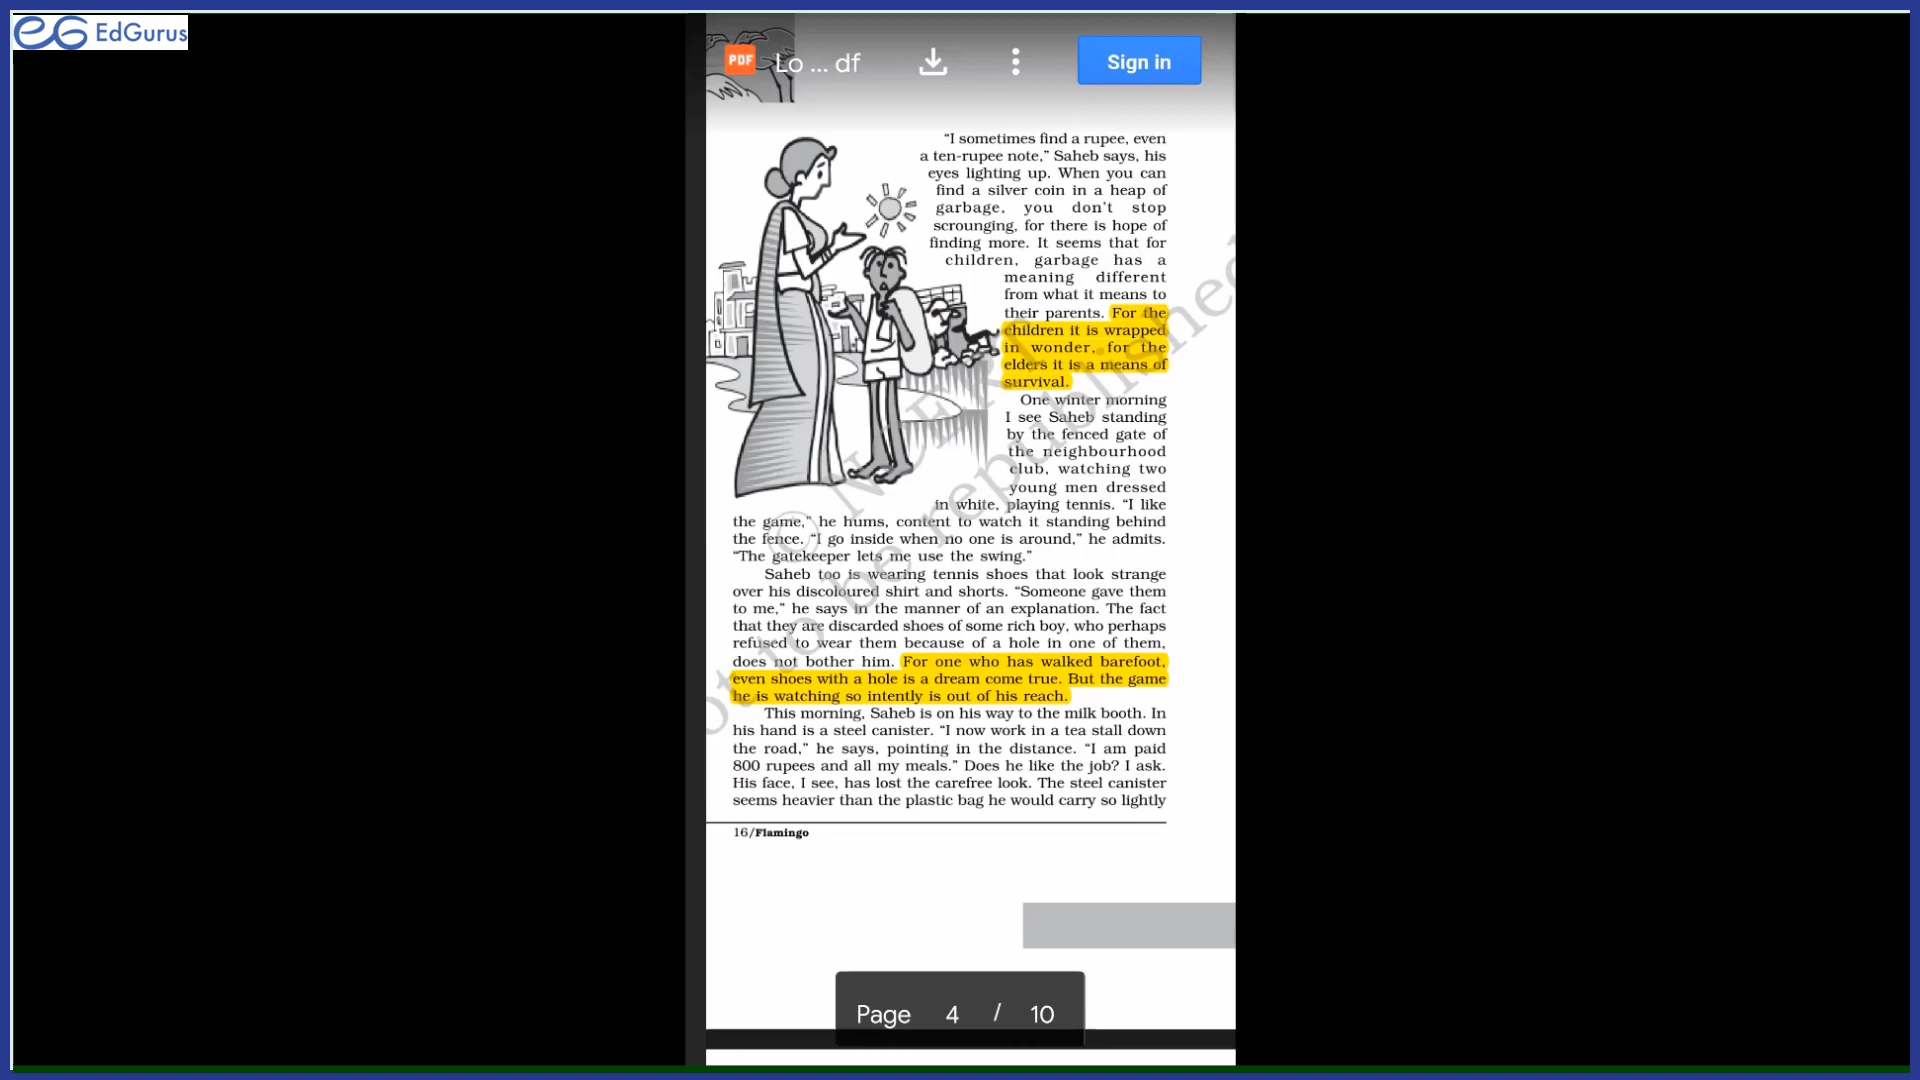 EdGurus
PDF
Lo ... df
Sign in
“I sometimes find a rupee, even
a ten-rupee note,” Saheb says, his
eyes lighting up. When you can
find a silver coin in a heap of
garbage, you don’t stop
scrounging, for there is hope of
finding more. It seems that for
children, garbage has a
meaning different
from what it means to
their parents. For the
children it is wrapped
in wonder, for the
elders it is a means of
survival.
One winter morning
I see Saheb standing
by the fenced gate of
the neighbourhood
club, watching two
young men dressed
in white, playing tennis. “I like
the game,” he hums, content to watch it standing behind
the fence. “I go inside when no one is around,” he admits.
“The gatekeeper lets me use the swing.”
Saheb too is wearing tennis shoes that look strange
over his discoloured shirt and shorts. “Someone gave them
to me,” he says in the manner of an explanation. The fact
that they are discarded shoes of some rich boy, who perhaps
refused to wear them because of a hole in one of them,
does not bother him. For one who has walked barefoot,
even shoes with a hole is a dream come true. But the game
he is watching so intently is out of his reach.
This morning, Saheb is on his way to the milk booth. In
his hand is a steel canister. “I now work in a tea stall down
the road,” he says, pointing in the distance. “I am paid
800 rupees and all my meals.” Does he like the job? I ask.
His face, I see, has lost the carefree look. The steel canister
seems heavier than the plastic bag he would carry so lightly
16/Flamingo
© NCERT
not to be republished
Page 4 / 10